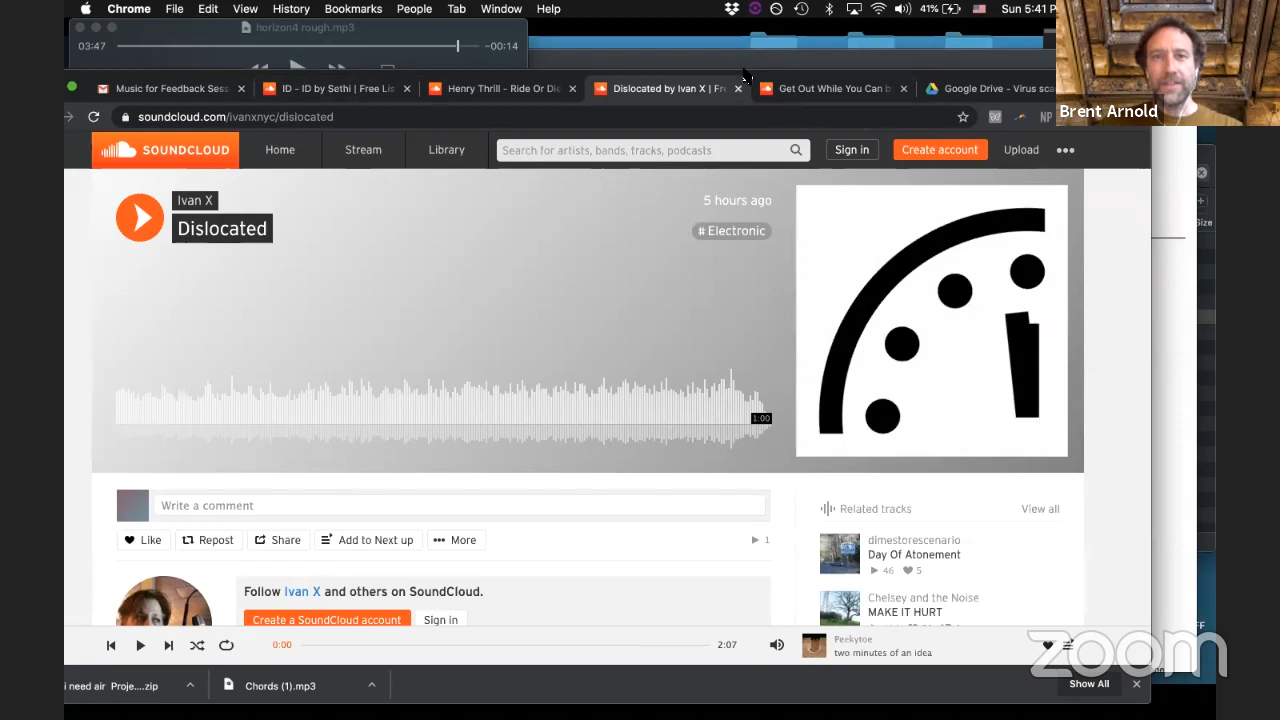 Chrome File Edit View History Bookmarks People Tab Window Help 41% Sun 5:41 P
horizon4 rough.mp3
03:47 -00:14
Music for Feedback Sess ID - ID by Sethi | Free Lis Henry Thrill - Ride Or Die Dislocated by Ivan X | Fre Get Out While You Can b Google Drive - Virus sca
Brent Arnold
soundcloud.com/ivanxnyc/dislocated
SOUNDCLOUD Home Stream Library Search for artists, bands, tracks, podcasts Sign in Create account Upload
Ivan X
5 hours ago
Dislocated
# Electronic
Size
1:00
Write a comment
Related tracks View all
Like Repost Share Add to Next up More 1
dimestorescenario
Day Of Atonement
46 5
Follow Ivan X and others on SoundCloud.
Chelsey and the Noise
MAKE IT HURT
Create a SoundCloud account Sign in
0:00 2:07
Peekytoe
two minutes of an idea
zoom
i need air Proje....zip Chords (1).mp3 Show All